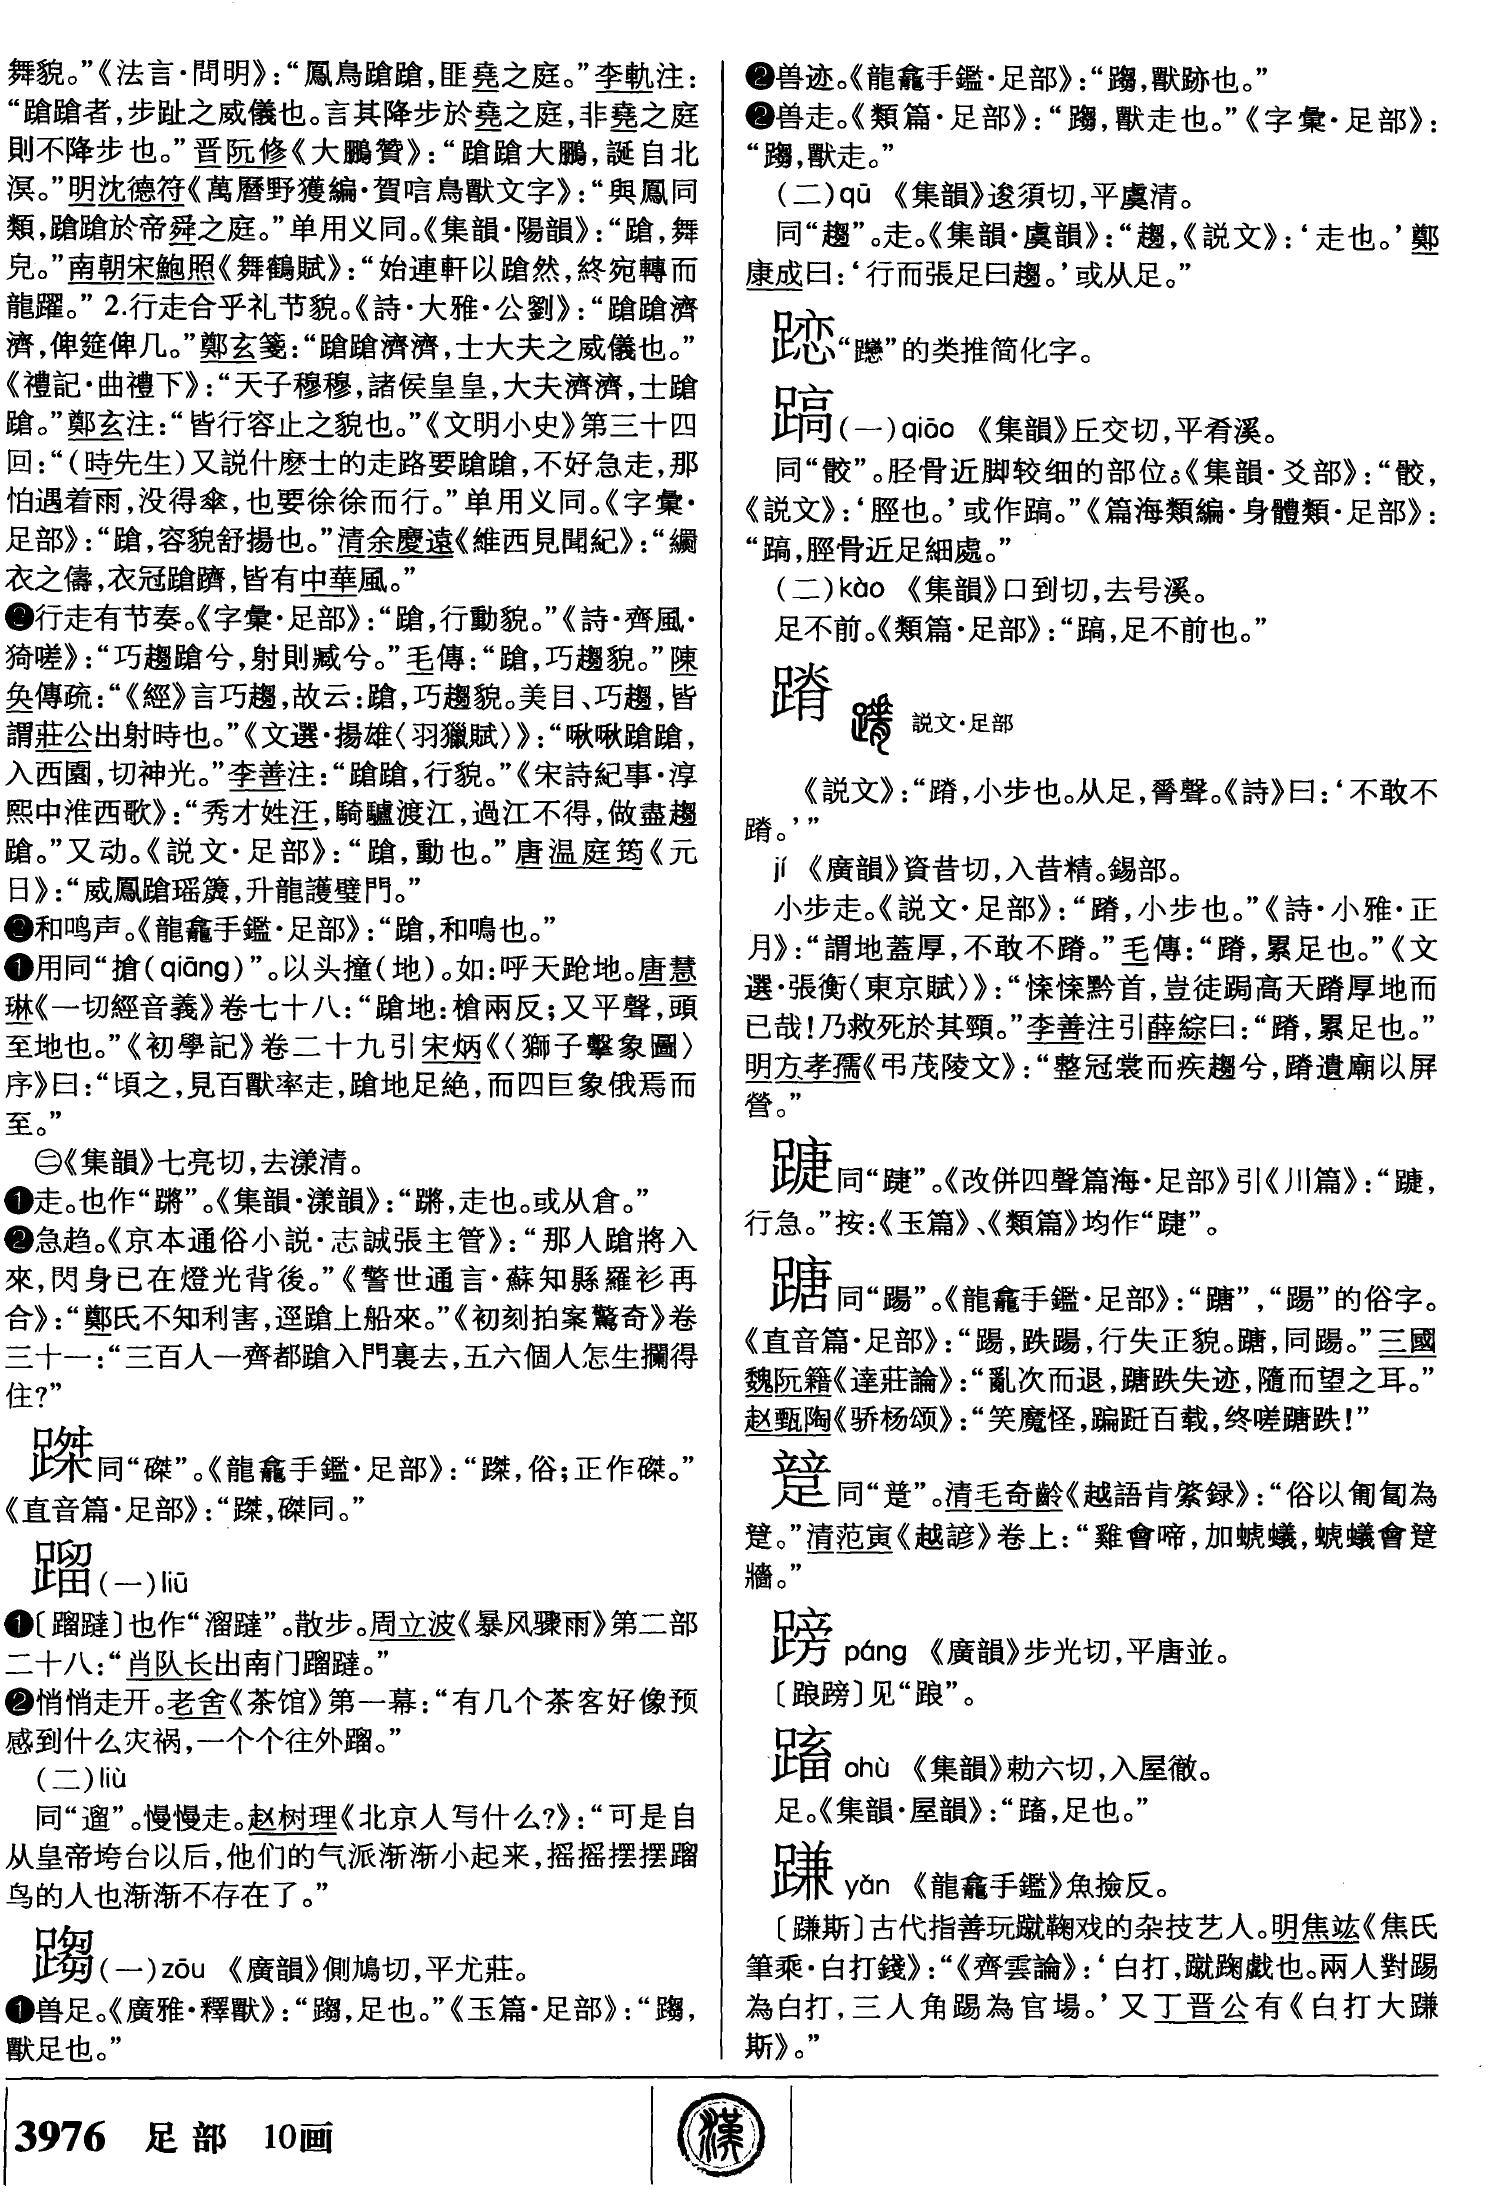 舞貌。”《法言·問明》：“鳳鳥蹌蹌，匪堯之庭。”李軌注：
“蹌蹌者，步趾之威儀也。言其降步於堯之庭，非堯之庭
則不降步也。”晋阮修《大鵬贊》：“蹌蹌大鵬，誕自北
溟。”明沈德符《萬曆野獲編·賀唁鳥獸文字》：“與鳳同
類，蹌蹌於帝舜之庭。”单用义同。《集韻·陽韻》：“蹌，舞
皃。”南朝宋鮑照《舞鶴賦》：“始連軒以蹌然，終宛轉而
龍躍。” 2.行走合乎礼节貌。《詩·大雅·公劉》：“蹌蹌濟
濟，俾筵俾几。”鄭玄箋：“蹌蹌濟濟，士大夫之威儀也。”
《禮記·曲禮下》：“天子穆穆，諸侯皇皇，大夫濟濟，士蹌
蹌。”鄭玄注：“皆行容止之貌也。”《文明小史》第三十四
回：“（時先生）又説什麽士的走路要蹌蹌，不好急走，那
怕遇着雨，没得傘，也要徐徐而行。”单用义同。《字彙·
足部》：“蹌，容貌舒揚也。”清余慶遠《維西見聞紀》：“斕
衣之儔，衣冠蹌躋，皆有中華風。”
❷行走有节奏。《字彙·足部》：“蹌，行動貌。”《詩·齊風·
猗嗟》：“巧趨蹌兮，射則臧兮。”毛傳：“蹌，巧趨貌。”陳
奂傳疏：“《經》言巧趨，故云：蹌，巧趨貌。美目、巧趨，皆
謂莊公出射時也。”《文選·揚雄〈羽獵賦〉》：“啾啾蹌蹌，
入西園，切神光。”李善注：“蹌蹌，行貌。”《宋詩紀事·淳
熙中淮西歌》：“秀才姓汪，騎驢渡江，過江不得，做盡趨
蹌。”又动。《説文·足部》：“蹌，動也。”唐温庭筠《元
日》：“威鳳蹌瑶簴，升龍護璧門。”
❷和鸣声。《龍龕手鑑·足部》：“蹌，和鳴也。”
❶用同“搶(qiāng)”。以头撞（地）。如：呼天跄地。唐慧
琳《一切經音義》卷七十八：“蹌地：槍兩反；又平聲，頭
至地也。”《初學記》卷二十九引宋炳《〈獅子擊象圖〉
序》曰：“頃之，見百獸率走，蹌地足絶，而四巨象俄焉而
至。”
㊁《集韻》七亮切，去漾清。
❶走。也作“蹡”。《集韻·漾韻》：“蹡，走也。或从倉。”
❷急趋。《京本通俗小説·志誠張主管》：“那人蹌將入
來，閃身已在燈光背後。”《警世通言·蘇知縣羅衫再
合》：“鄭氏不知利害，逕蹌上船來。”《初刻拍案驚奇》卷
三十一：“三百人一齊都蹌入門裏去，五六個人怎生攔得
住？”
𨃓同“磔”。《龍龕手鑑·足部》：“𨃓，俗；正作磔。”
《直音篇·足部》：“𨃓，磔同。”
蹓(一)liū
❶〔蹓躂〕也作“溜躂”。散步。周立波《暴风骤雨》第二部
二十八：“肖队长出南门蹓躂。”
❷悄悄走开。老舍《茶馆》第一幕：“有几个茶客好像预
感到什么灾祸，一个个往外蹓。”
(二)liù
同“遛”。慢慢走。赵树理《北京人写什么？》：“可是自
从皇帝垮台以后，他们的气派渐渐小起来，摇摇摆摆蹓
鸟的人也渐渐不存在了。”
䠓(一)zōu 《廣韻》側鳩切，平尤莊。
❶兽足。《廣雅·釋獸》：“䠓，足也。”《玉篇·足部》：“䠓，
獸足也。”
❷兽迹。《龍龕手鑑·足部》：“䠓，獸跡也。”
❷兽走。《類篇·足部》：“䠓，獸走也。”《字彙·足部》：
“䠓，獸走。”
(二)qū 《集韻》逡須切，平虞清。
同“趨”。走。《集韻·虞韻》：“趨，《説文》：‘走也。’鄭
康成曰：‘行而張足曰趨。’或从足。”
的类推简化字。
蹻(一)qiāo 《集韻》丘交切，平肴溪。
同“骹”。胫骨近脚较细的部位。《集韻·爻部》：“骹，
《説文》：‘脛也。’或作𨃤。”《篇海類編·身體類·足部》：
“𨃤，脛骨近足細處。”
(二)kào 《集韻》口到切，去号溪。
足不前。《類篇·足部》：“𨃤，足不前也。”
蹐 説文·足部
《説文》：“蹐，小步也。从足，脊聲。《詩》曰：‘不敢不
蹐。’”
jí 《廣韻》資昔切，入昔精。錫部。
小步走。《説文·足部》：“蹐，小步也。”《詩·小雅·正
月》：“謂地蓋厚，不敢不蹐。”毛傳：“蹐，累足也。”《文
選·張衡〈東京賦〉》：“悚悚黔首，豈徒跼高天蹐厚地而
已哉！乃救死於其頸。”李善注引薛綜曰：“蹐，累足也。”
明方孝孺《弔茂陵文》：“整冠裳而疾趨兮，蹐遺廟以屏
營。”
同“踕”。《改併四聲篇海·足部》引《川篇》：
行急。”按：《玉篇》、《類篇》均作“踕”。
蹗同“踼”。《龍龕手鑑·足部》：“䠀”，“踼”的俗字。
《直音篇·足部》：“踼，跌踼，行失正貌。䠀，同踼。”三國
魏阮籍《達莊論》：“亂次而退，䠀跌失迹，隨而望之耳。”
赵甄陶《骄杨颂》：“笑魔怪，蹁跹百载，终嗟䠀跌！”
同“踅”。清毛奇齡《越語肯綮録》：“俗以匍匐為
清范寅《越諺》卷上：“雞會啼，加蜮蟻，蜮蟻會
牆。”
蹐 páng 《廣韻》步光切，平唐並。
〔踉蹐〕见“踉”。
蓄 ohù 《集韻》勅六切，入屋徹。
足。《集韻·屋韻》：“蹜，足也。”
𨃰 yǎn 《龍龕手鑑》魚撿反。
〔𨃰斯〕古代指善玩蹴鞠戏的杂技艺人。明焦竑《焦氏
筆乘·白打錢》：“《齊雲論》：‘白打，蹴踘戲也。兩人對踢
為白打，三人角踢為官場。’又丁晋公有《白打大𨃰
斯》。”
3976 足部 10画
漢